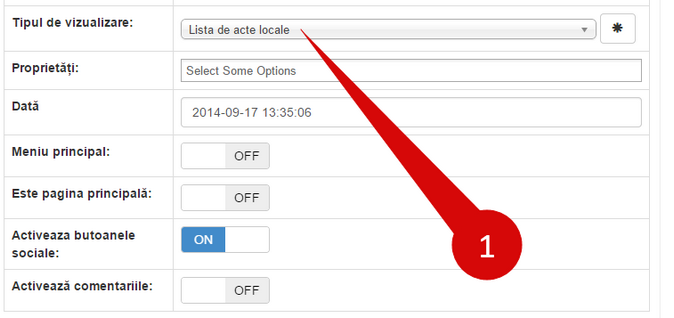 Tipul de vizualizare:
Lista de acte locale
Proprietăți:
Select Some Options
Dată
2014-09-17 13:35:06
Meniu principal:
OFF
Este pagina principală:
OFF
Activeaza butoanele
sociale:
ON
Activează comentariile:
OFF
1